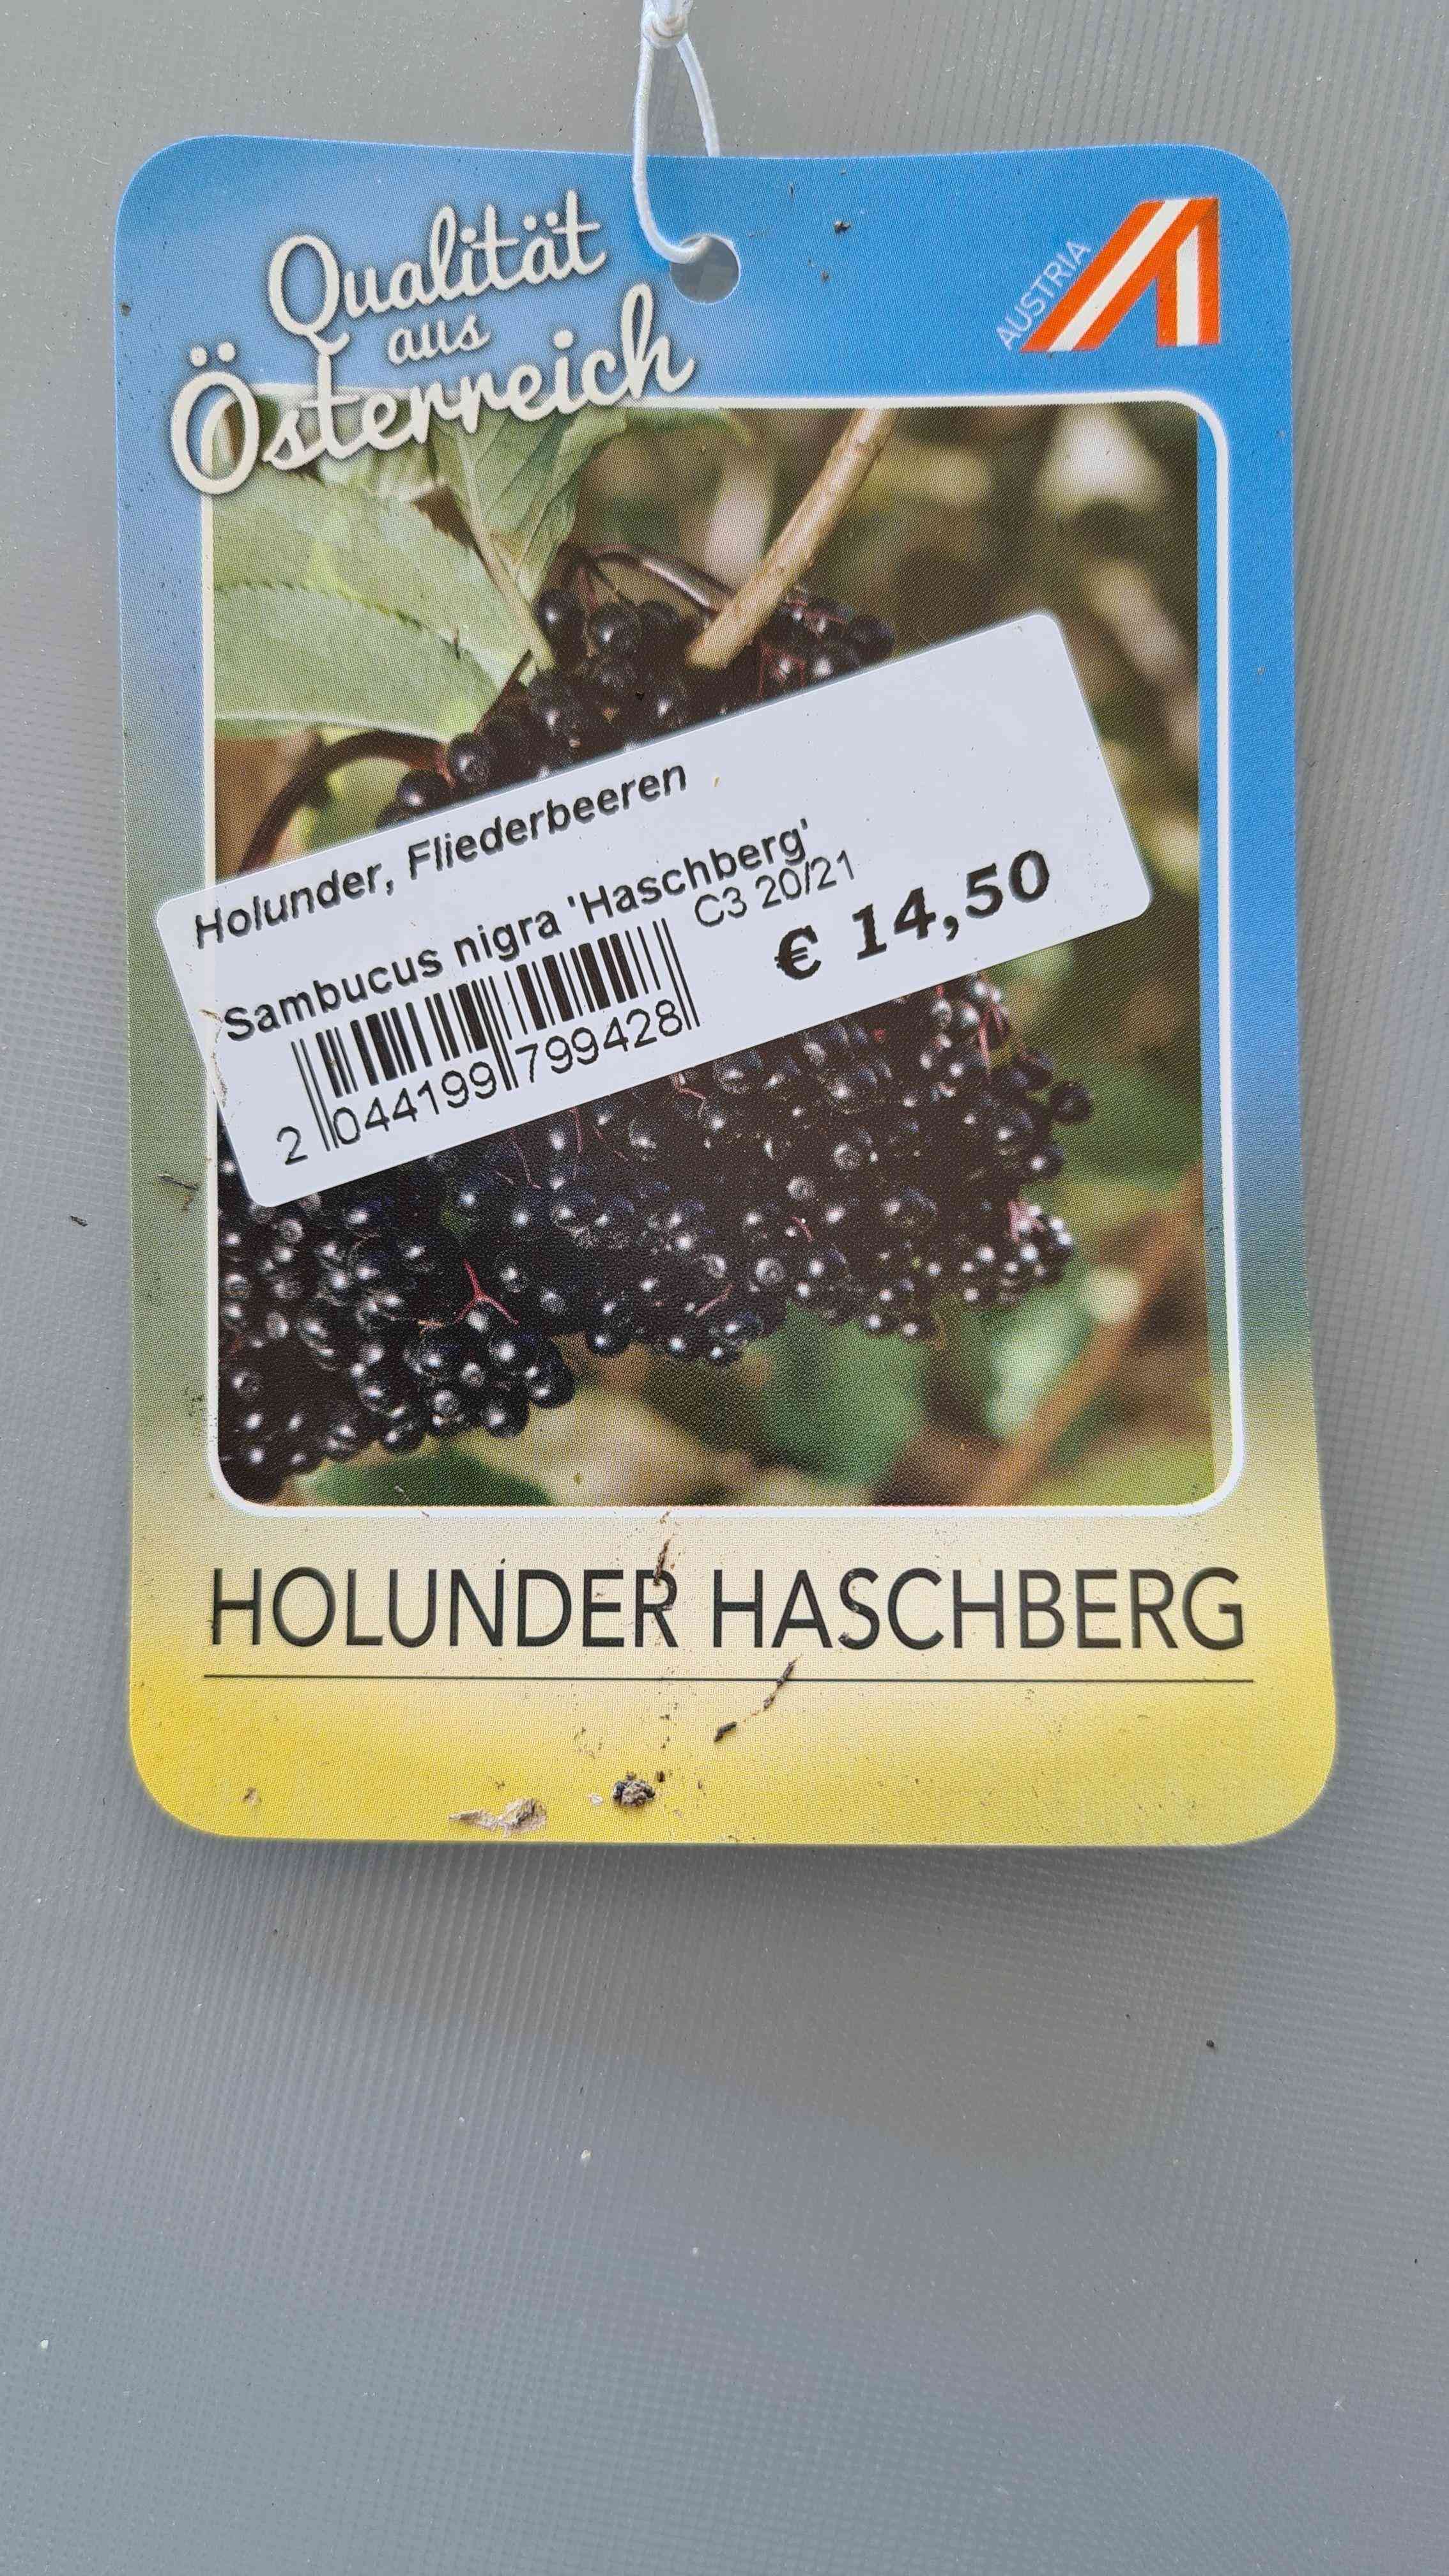 Qualität
aus
Österreich
AUSTRIA
Holunder, Fliederbeeren
Sambucus nigra 'Haschberg'
C3 20/21
€ 14,50
2 044199 799428
HOLUNDER HASCHBERG